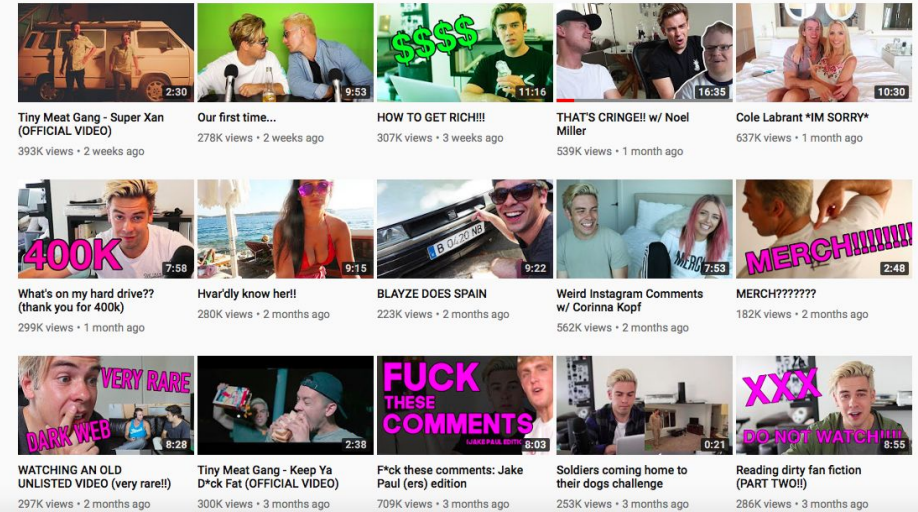 $$$$
2:30
9:53
11:16
16:35
10:30
Tiny Meat Gang - Super Xan
(OFFICIAL VIDEO)
393K views • 2 weeks ago
Our first time...
278K views • 2 weeks ago
HOW TO GET RICH!!!
307K views • 3 weeks ago
THAT'S CRINGE!! w/ Noel
Miller
539K views • 1 month ago
Cole Labrant *IM SORRY*
637K views • 1 month ago
400K
7:58
9:15
B 0420 NB
9:22
MERCH
7:53
MERCH!!!!!!!!!
2:48
What's on my hard drive??
(thank you for 400k)
299K views • 1 month ago
Hvar'dly know her!!
280K views • 2 months ago
BLAYZE DOES SPAIN
223K views • 2 months ago
Weird Instagram Comments
w/ Corinna Kopf
562K views • 2 months ago
MERCH???????
182K views • 2 months ago
VERY RARE
DARK WEB
8:28
2:38
FUCK
THESE
COMMENTS
(JAKE PAUL EDITIO
8:03
0:21
XXX
DO NOT WATCH!!!!
8:55
WATCHING AN OLD
UNLISTED VIDEO (very rare!!)
297K views • 2 months ago
Tiny Meat Gang - Keep Ya
D*ck Fat (OFFICIAL VIDEO)
300K views • 3 months ago
F*ck these comments: Jake
Paul (ers) edition
709K views • 3 months ago
Soldiers coming home to
their dogs challenge
253K views • 3 months ago
Reading dirty fan fiction
(PART TWO!!)
286K views • 3 months ago